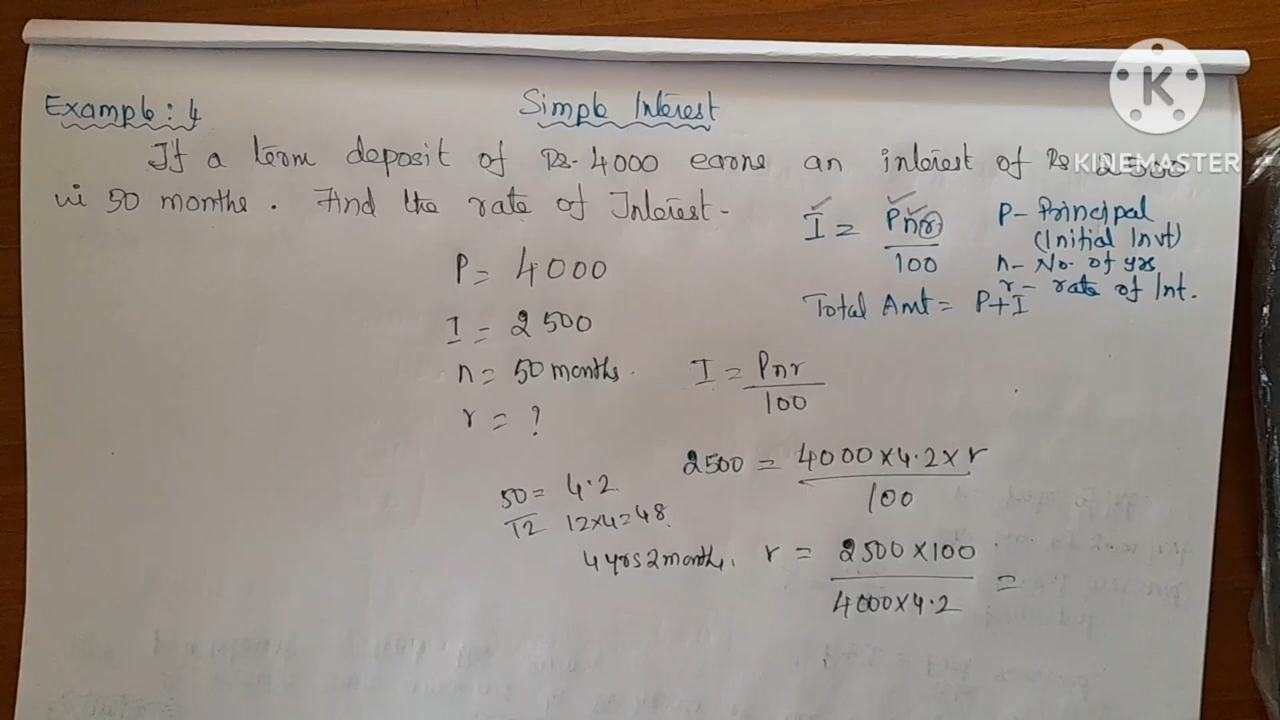 Example: 4
Simple Interest
If a term deposit of Rs. 4000 earns an interest of Rs 2500
in 50 months. Find the rate of Interest.
I = Pnr / 100
P - Principal
(Initial Invt)
n - No. of yrs
r - rate of Int.
Total Amt = P+I
P = 4000
I = 2500
n = 50 months.
r = ?
I = Pnr / 100
2500 = 4000 x 4.2 x r / 100
50 / 12 = 4.2
12x4=48.
4 yrs 2 months.
r = 2500 x 100 / 4000 x 4.2 =
K
KINEMASTER